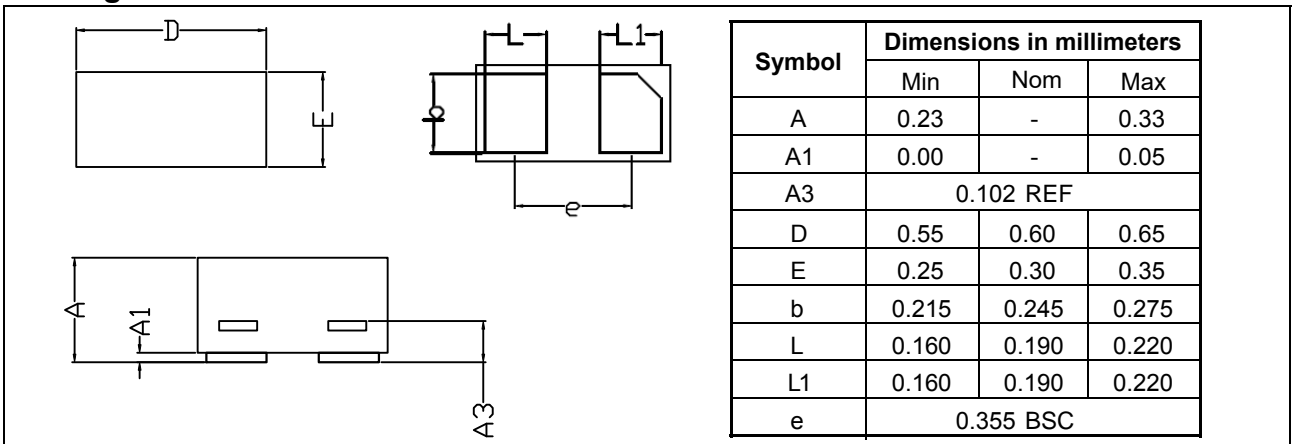 D
E
L
L1
b
e
A
A1
A3
Symbol Dimensions in millimeters
Min Nom Max
A 0.23 - 0.33
A1 0.00 - 0.05
A3 0.102 REF
D 0.55 0.60 0.65
E 0.25 0.30 0.35
b 0.215 0.245 0.275
L 0.160 0.190 0.220
L1 0.160 0.190 0.220
e 0.355 BSC